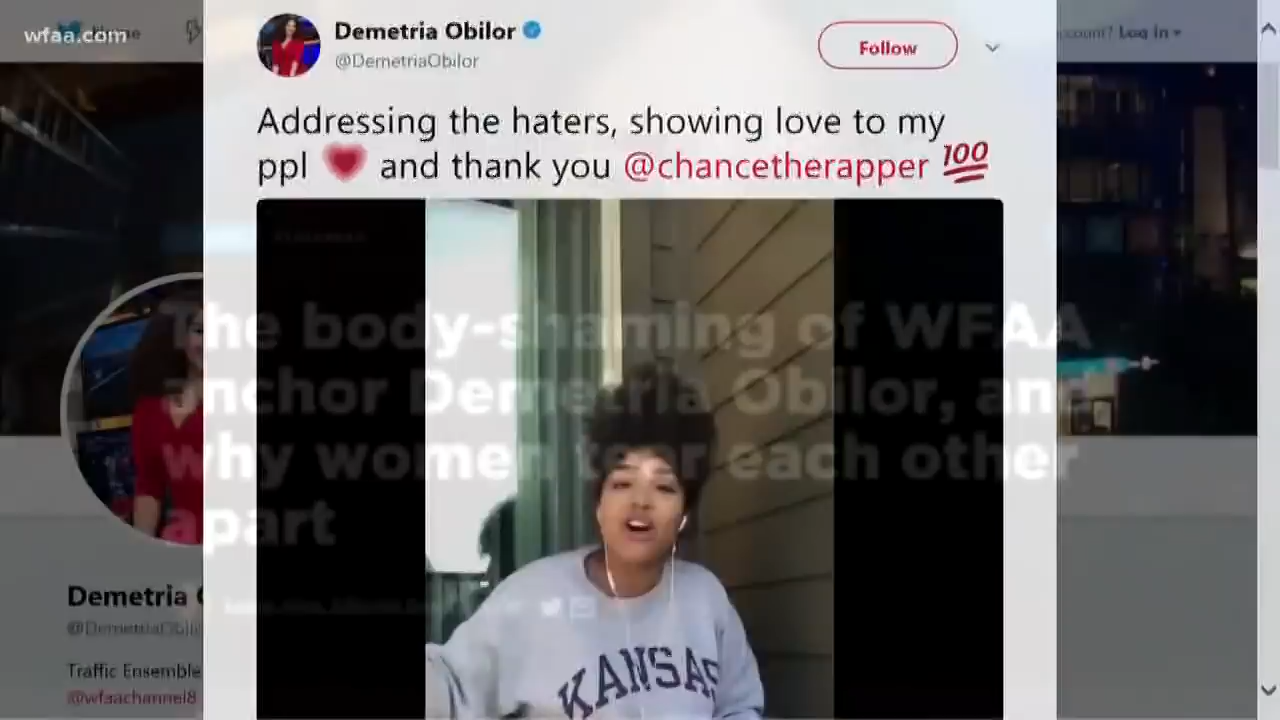 wfaa.com
Demetria Obilor
@DemetriaObilor
Follow
Log In
Addressing the haters, showing love to my
ppl ❤ and thank you @chancetherapper 💯
The body-shaming of WFAA
anchor Demetria Obilor, and
why women tear each other
apart
KANSAS
Demetria
Traffic Ensemble
@wfaachannel8